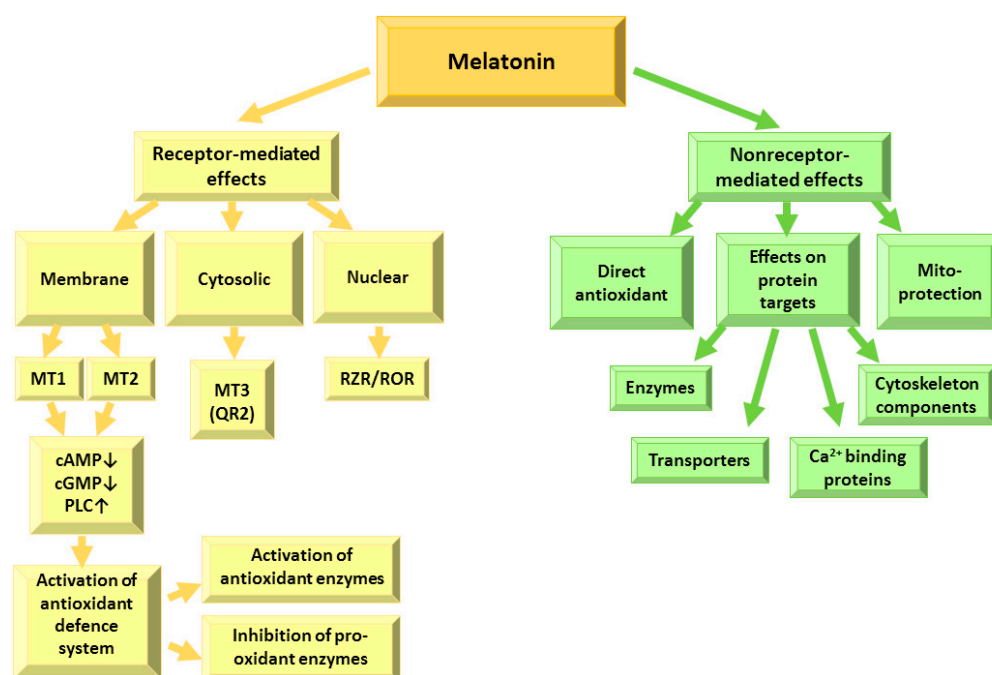 Melatonin
Receptor-mediated
effects
Nonreceptor-
mediated effects
Membrane
Cytosolic
Nuclear
Direct
antioxidant
Effects on
protein
targets
Mito-
protection
MT1
MT2
MT3
(QR2)
RZR/ROR
Enzymes
Cytoskeleton
components
Transporters
Ca²⁺ binding
proteins
cAMP↓
cGMP↓
PLC↑
Activation of
antioxidant
defence
system
Activation of
antioxidant enzymes
Inhibition of pro-
oxidant enzymes